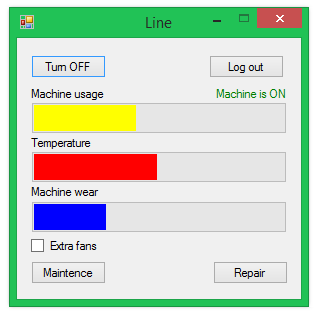 Line
Turn OFF
Log out
Machine usage
Machine is ON
Temperature
Machine wear
Extra fans
Maintence
Repair